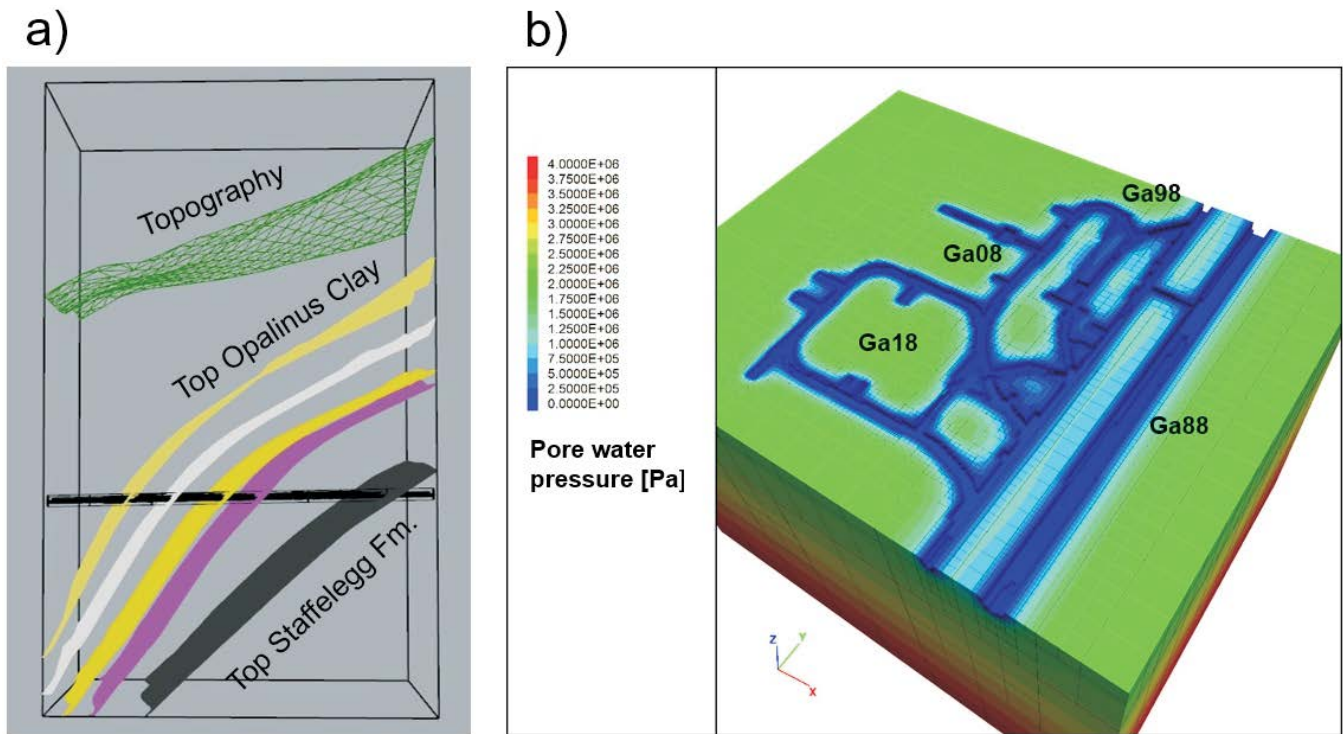 a)
Topography
Top Opalinus Clay
Top Staffelegg Fm.
b)
4.0000E+06
3.7500E+06
3.5000E+06
3.2500E+06
3.0000E+06
2.7500E+06
2.5000E+06
2.2500E+06
2.0000E+06
1.7500E+06
1.5000E+06
1.2500E+06
1.0000E+06
7.5000E+05
5.0000E+05
2.5000E+05
0.0000E+00
Pore water
pressure [Pa]
Ga98
Ga08
Ga18
Ga88
z
Y
X